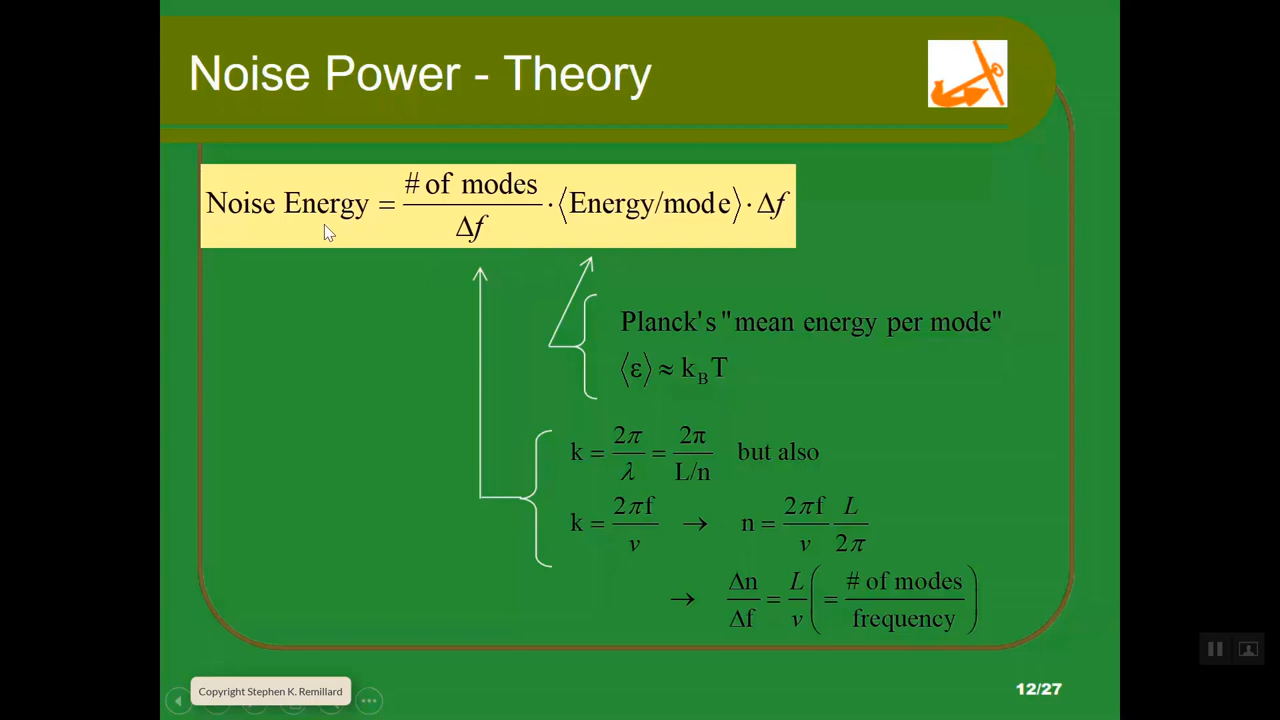 Noise Power - Theory
Noise Energy = # of modes / Δf · ⟨Energy/mode⟩ · Δf
Planck's "mean energy per mode"
⟨ε⟩ ≈ k_B T
k = 2π/λ = 2π/(L/n) but also
k = 2πf/v → n = 2πf/v L/2π
→ Δn/Δf = L/v (= # of modes / frequency)
Copyright Stephen K. Remillard
12/27